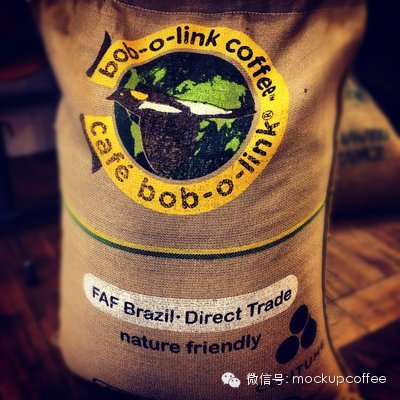 bob-o-link coffee™
café bob-o-link®
FAF Brazil · Direct Trade
nature friendly
微信号: mockupcoffee